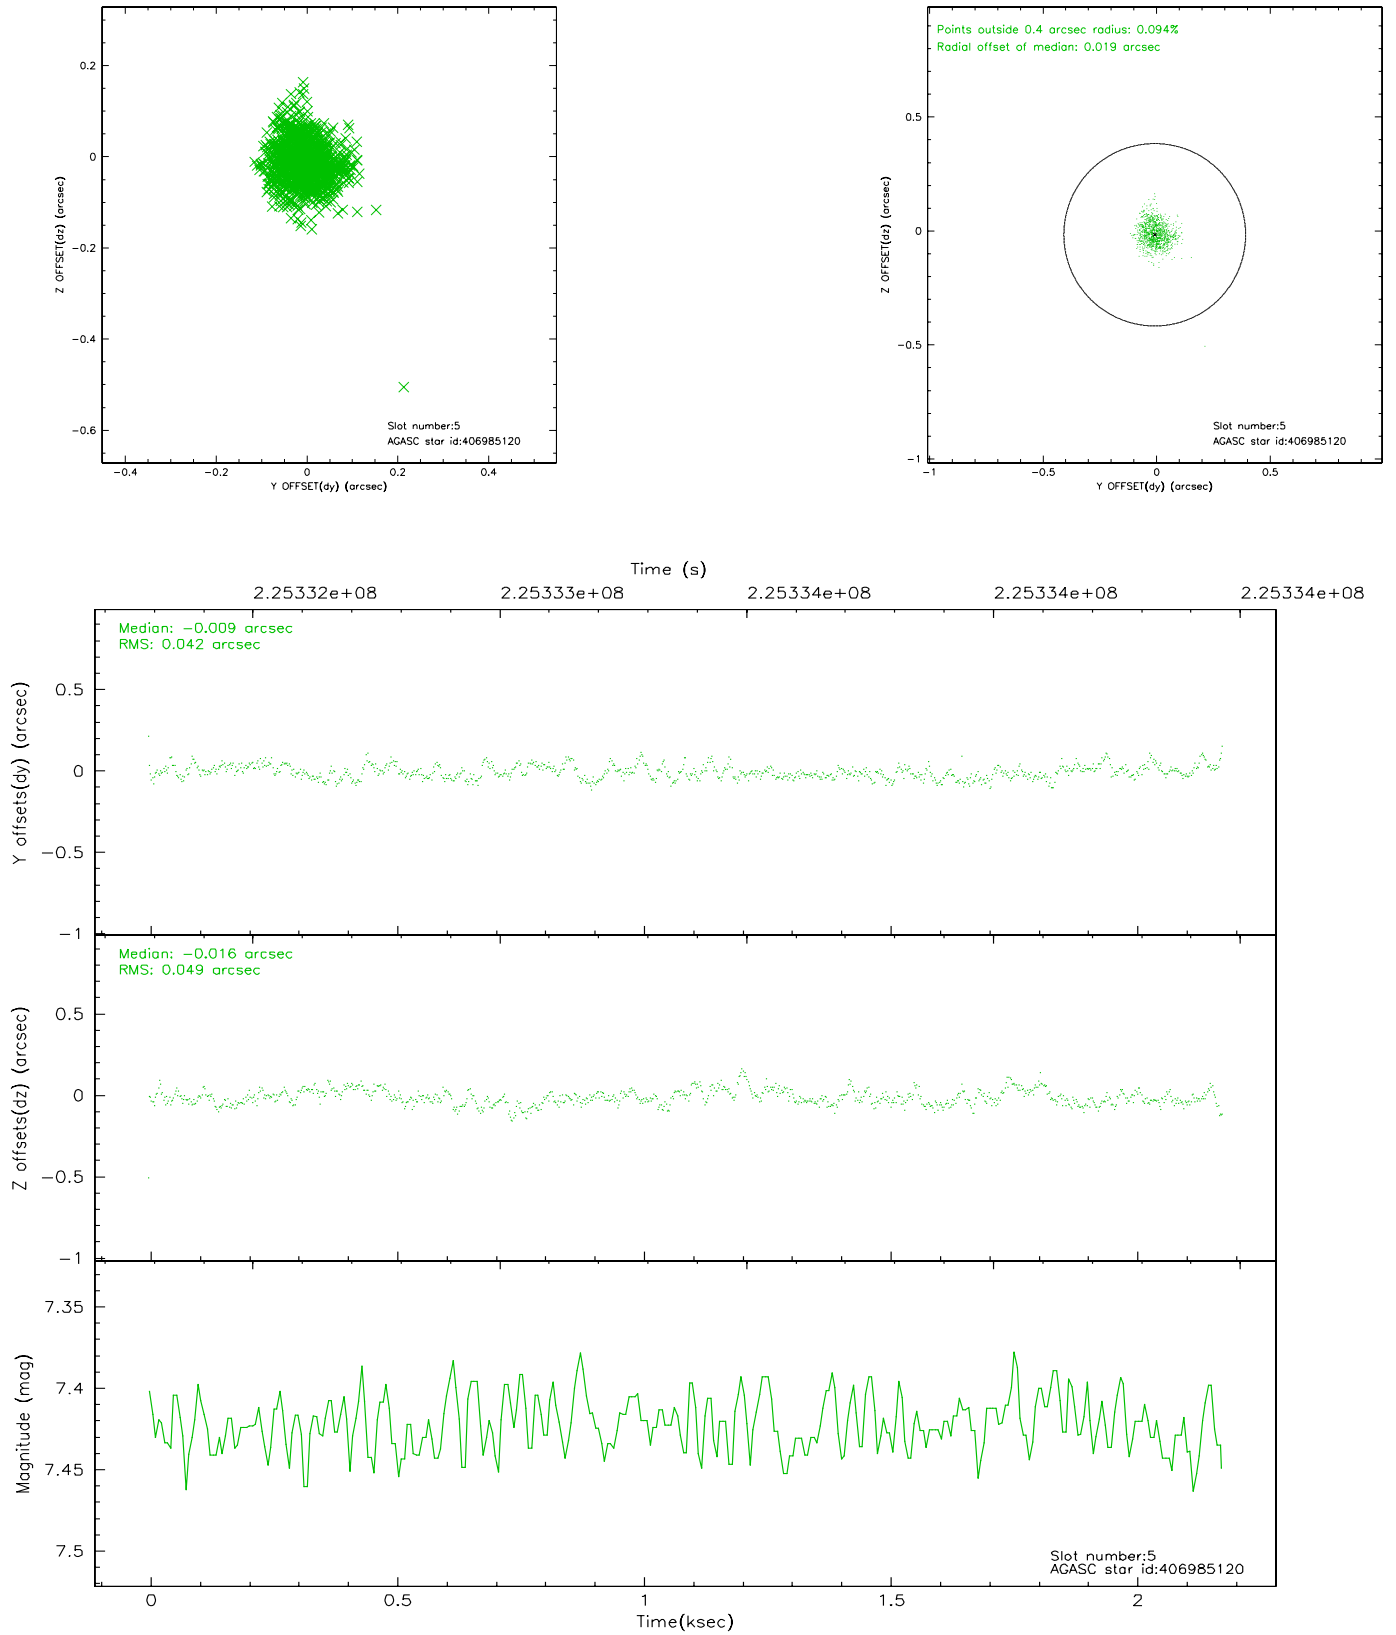 0.2
0
−0.2
−0.4
−0.6
Z OFFSET(dz) (arcsec)
Slot number:5
AGASC star id:406985120
−0.4
−0.2
0
0.2
0.4
Y OFFSET(dy) (arcsec)
Points outside 0.4 arcsec radius: 0.094%
Radial offset of median: 0.019 arcsec
0.5
0
−0.5
−1
Z OFFSET(dz) (arcsec)
Slot number:5
AGASC star id:406985120
−1
−0.5
0
0.5
Y OFFSET(dy) (arcsec)
Time (s)
2.25332e+08
2.25333e+08
2.25334e+08
2.25334e+08
2.25334e+08
Median: −0.009 arcsec
RMS: 0.042 arcsec
0.5
0
−0.5
−1
Y offsets(dy) (arcsec)
Median: −0.016 arcsec
RMS: 0.049 arcsec
0.5
0
−0.5
−1
Z offsets(dz) (arcsec)
7.35
7.4
7.45
7.5
Magnitude (mag)
Slot number:5
AGASC star id:406985120
0
0.5
1
1.5
2
Time(ksec)